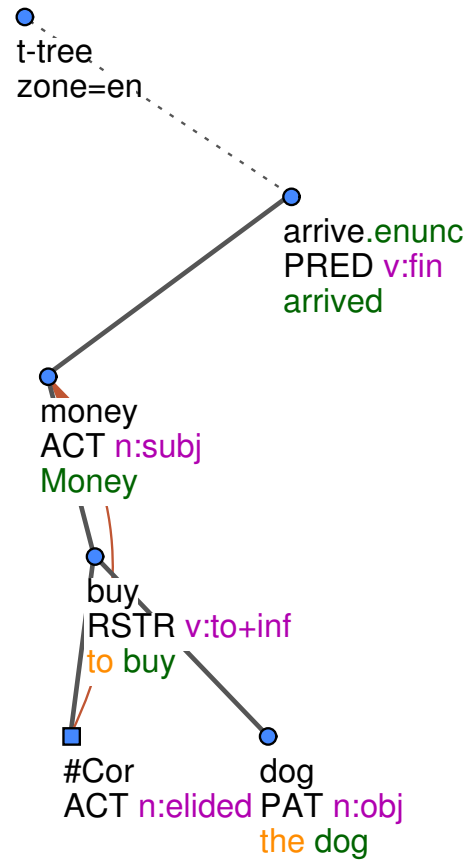 t-tree
zone=en
arrive.enunc
PRED v:fin
arrived
money
ACT n:subj
Money
buy
RSTR v:to+inf
to buy
#Cor
ACT n:elided
dog
PAT n:obj
the dog